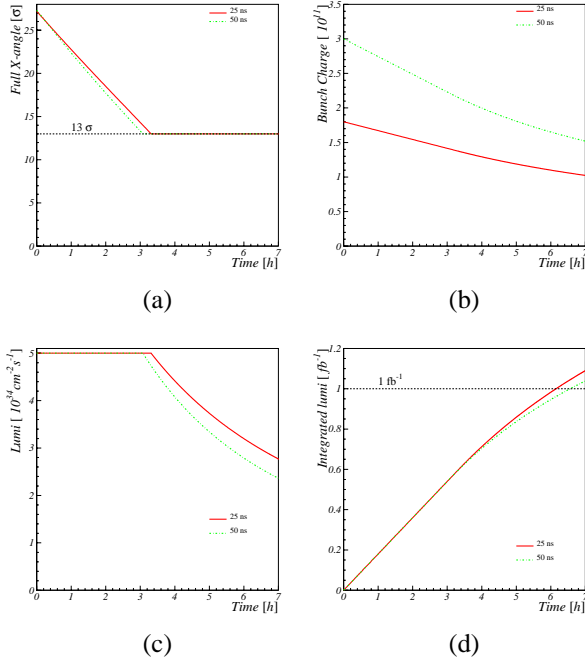 Full X-angle [σ]
25
20
15
10
5
0
25 ns
50 ns
13 σ
0 1 2 3 4 5 6 7
Time [h]
(a)
Bunch Charge [ 10^11]
3.5
3
2.5
2
1.5
1
0.5
0
25 ns
50 ns
0 1 2 3 4 5 6 7
Time [h]
(b)
Lumi [ 10^34 cm^-2 s^-1]
5
4
3
2
1
0
25 ns
50 ns
0 1 2 3 4 5 6 7
Time [h]
(c)
Integrated lumi [ fb^-1]
1.2
1
0.8
0.6
0.4
0.2
0
1 fb^-1
25 ns
50 ns
0 1 2 3 4 5 6 7
Time [h]
(d)